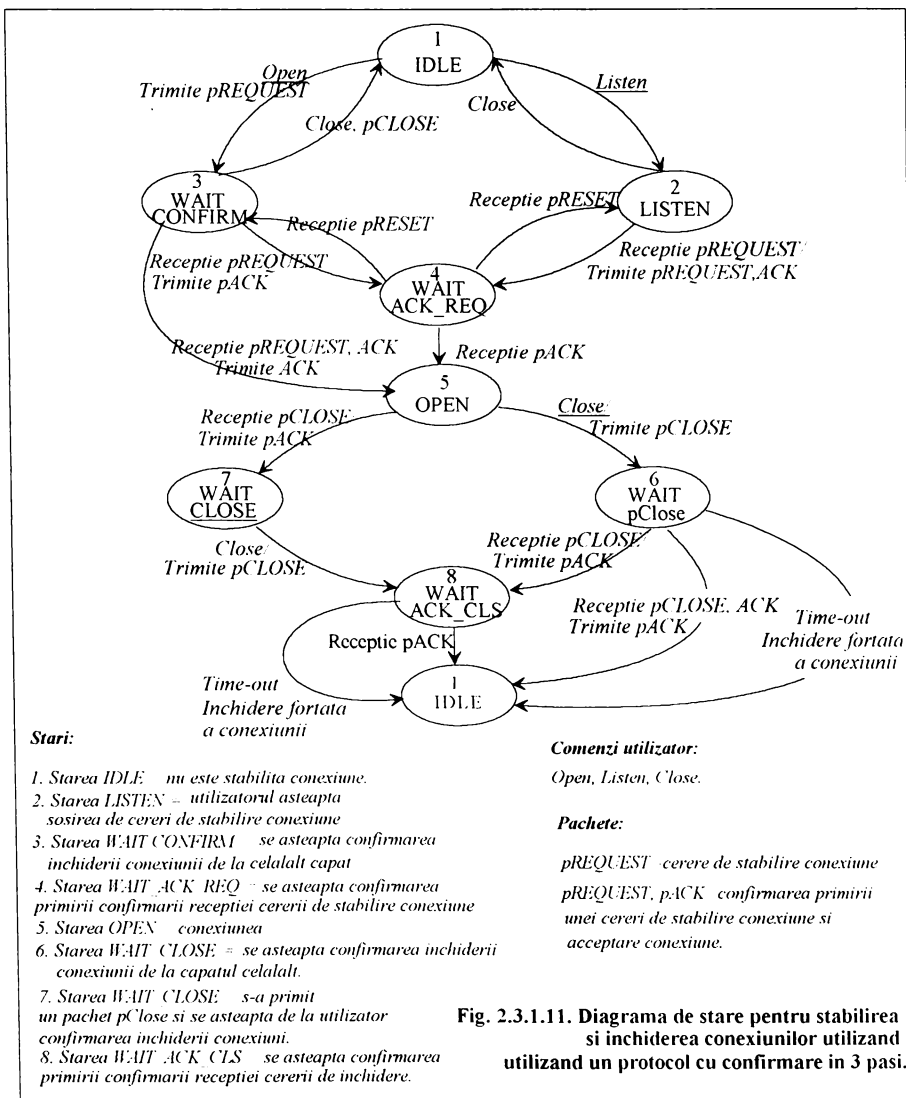 1
IDLE
Open
Trimite pREQUEST
Listen
Close
Close, pCLOSE
3
WAIT
CONFIRM
2
LISTEN
Receptie pRESET
Receptie pRESET
Receptie pREQUEST
Trimite pACK
Receptie pREQUEST/
Trimite pREQUEST,ACK
4
WAIT
ACK_REQ
Receptie pREQUEST, ACK
Trimite ACK
Receptie pACK
5
OPEN
Receptie pCLOSE/
Trimite pACK
Close/
Trimite pCLOSE
7
WAIT
CLOSE
6
WAIT
pClose
Close/
Trimite pCLOSE
Receptie pCLOSE/
Trimite pACK
8
WAIT
ACK_CLS
Receptie pCLOSE, ACK
Trimite pACK
Time-out
Inchidere fortata
a conexiunii
Receptie pACK
Time-out
Inchidere fortata
a conexiunii
1
IDLE
Stari:
1. Starea IDLE nu este stabilita conexiune.
2. Starea LISTEN = utilizatorul asteapta
sosirea de cereri de stabilire conexiune
3. Starea WAIT CONFIRM se asteapta confirmarea
inchiderii conexiunii de la celalalt capat
4. Starea WAIT ACK REQ = se asteapta confirmarea
primirii confirmarii receptiei cererii de stabilire conexiune
5. Starea OPEN conexiunea
6. Starea WAIT CLOSE = se asteapta confirmarea inchiderii
conexiunii de la capatul celalalt.
7. Starea WAIT CLOSE s-a primit
un pachet pClose si se asteapta de la utilizator
confirmarea inchiderii conexiuni.
8. Starea WAIT ACK CLS se asteapta confirmarea
primirii confirmarii receptiei cererii de inchidere.
Comenzi utilizator:
Open, Listen, Close.
Pachete:
pREQUEST cerere de stabilire conexiune
pREQUEST, pACK confirmarea primirii
unei cereri de stabilire conexiune si
acceptare conexiune.
Fig. 2.3.1.11. Diagrama de stare pentru stabilirea
si inchiderea conexiunilor utilizand
utilizand un protocol cu confirmare in 3 pasi.